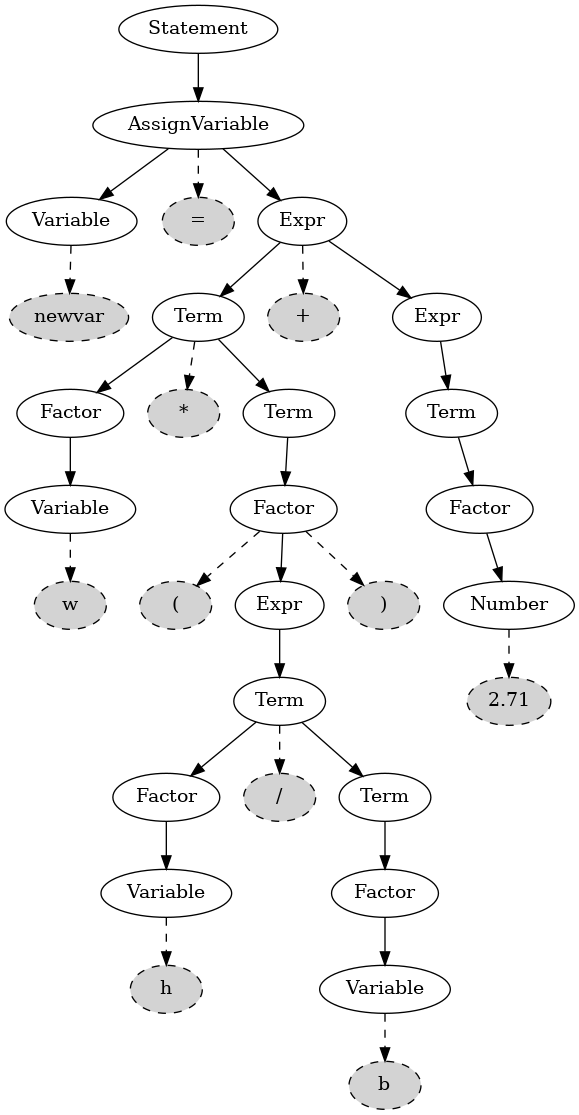 Statement
AssignVariable
Variable = Expr
newvar Term + Expr
Factor * Term Term
Variable Factor Factor
w ( Expr ) Number
Term 2.71
Factor / Term
Variable Factor
h Variable
b